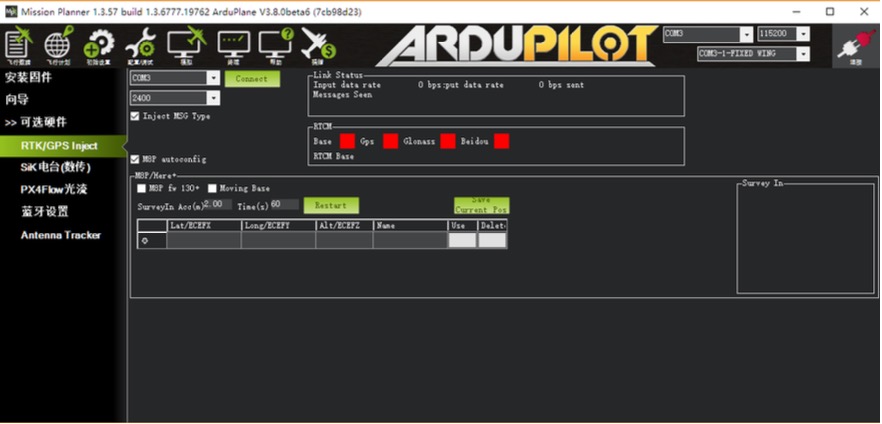 Mission Planner 1.3.57 build 1.3.6777.19762 ArduPlane V3.8.0beta6 (7cb98d23)
飞行数据 飞行计划 初始设置 配置/调试 模拟 终端 帮助 捐赠
ARDUPILOT
COM3 115200
COM3-1-FIXED WING
连接
安装固件
向导
>> 可选硬件
RTK/GPS Inject
SiK电台(数传)
PX4Flow光流
蓝牙设置
Antenna Tracker
COM3 Connect
2400
Inject MSG Type
M8P autoconfig
Link Status
Input data rate 0 bps:put data rate 0 bps sent
Messages Seen
RTCM
Base Gps Glonass Beidou
RTCM Base
M8P/Here+
M8P fw 130+ Moving Base
SurveyIn Acc(m) 2.00 Time(s) 60 Restart
Save
Current Pos
Lat/ECEFX Long/ECEFY Alt/ECEFZ Name Use Delet
Survey In